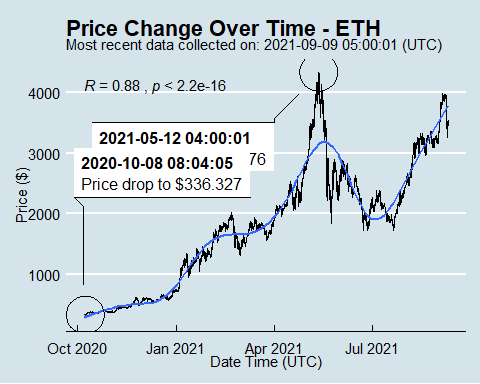 Price Change Over Time - ETH
Most recent data collected on: 2021-09-09 05:00:01 (UTC)
R = 0.88 , p < 2.2e-16
4000
3000
2000
1000
Price ($)
2021-05-12 04:00:01
76
2020-10-08 08:04:05
Price drop to $336.327
Oct 2020
Jan 2021
Apr 2021
Jul 2021
Date Time (UTC)